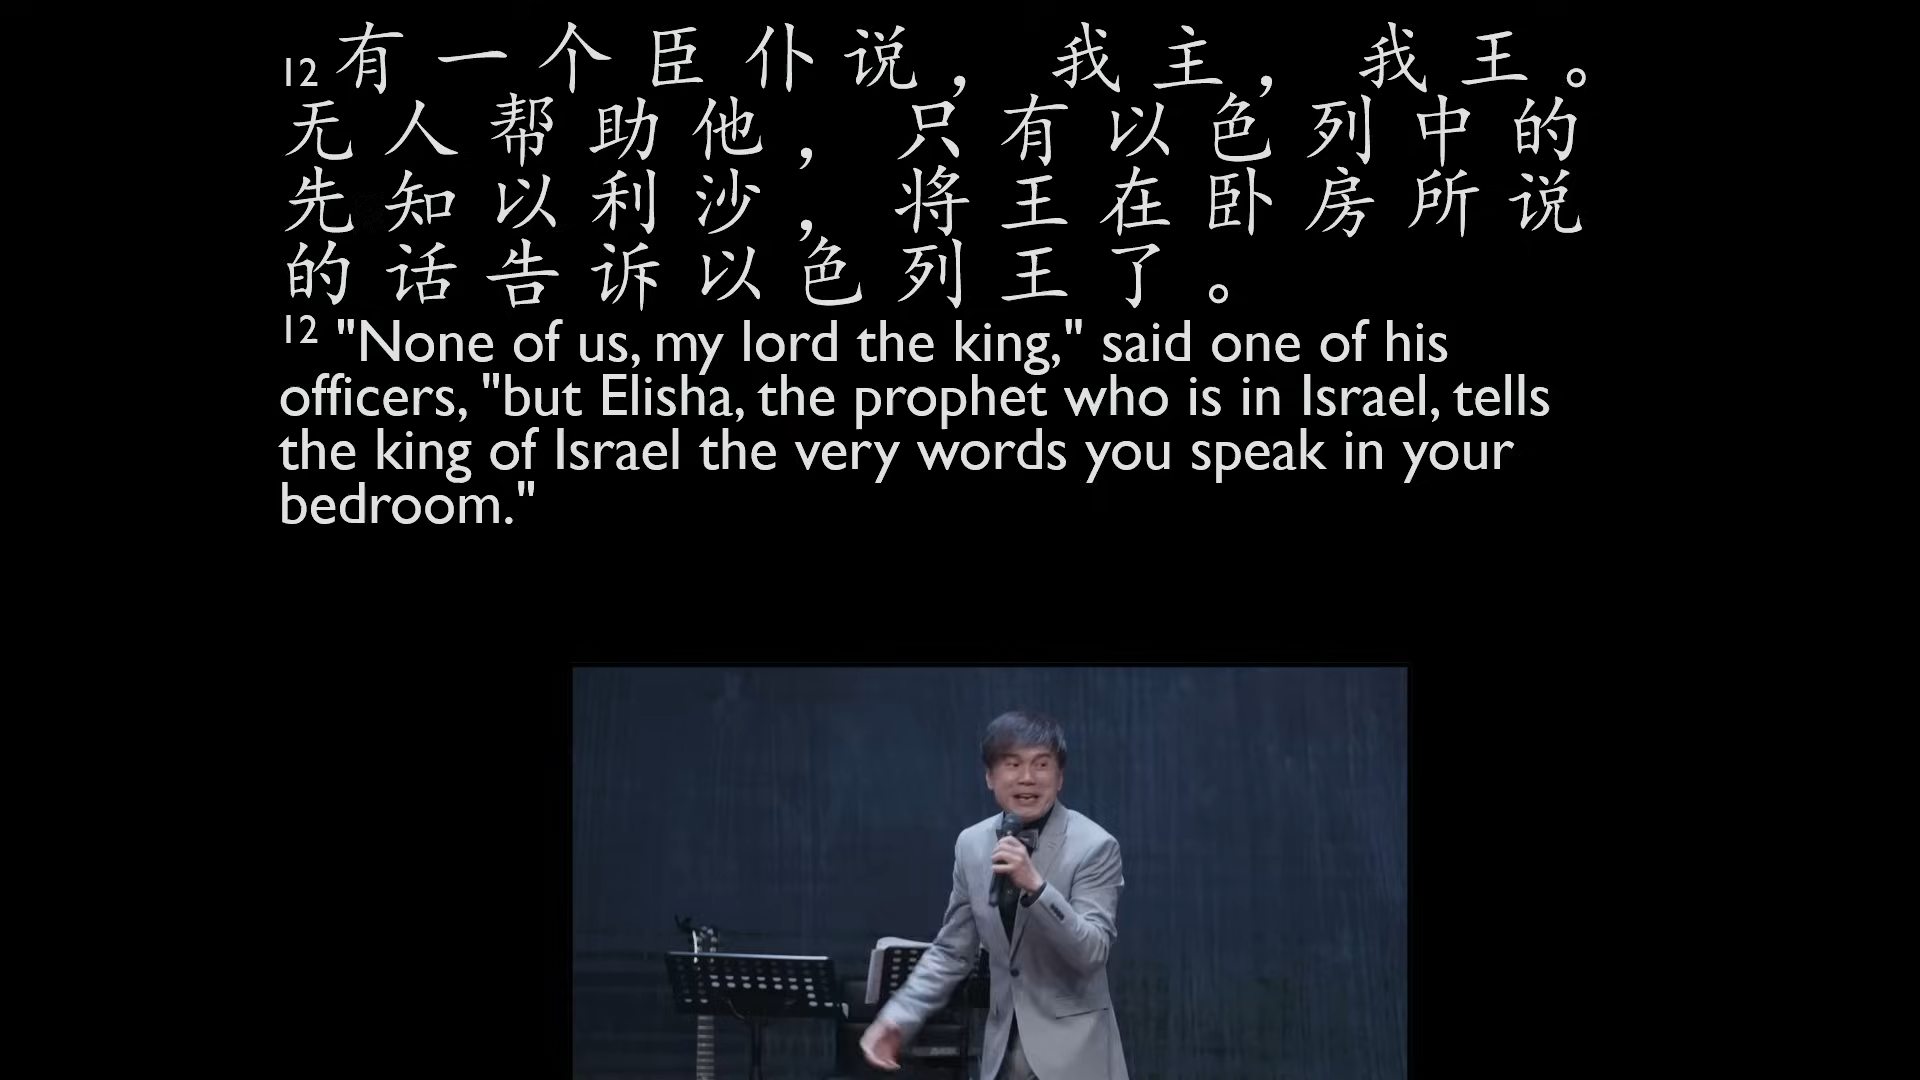 12有一个臣仆说，我主，我王。
无人帮助他，只有以色列中的
先知以利沙，将王在卧房所说
的话告诉以色列王了。
12 "None of us, my lord the king," said one of his
officers, "but Elisha, the prophet who is in Israel, tells
the king of Israel the very words you speak in your
bedroom."